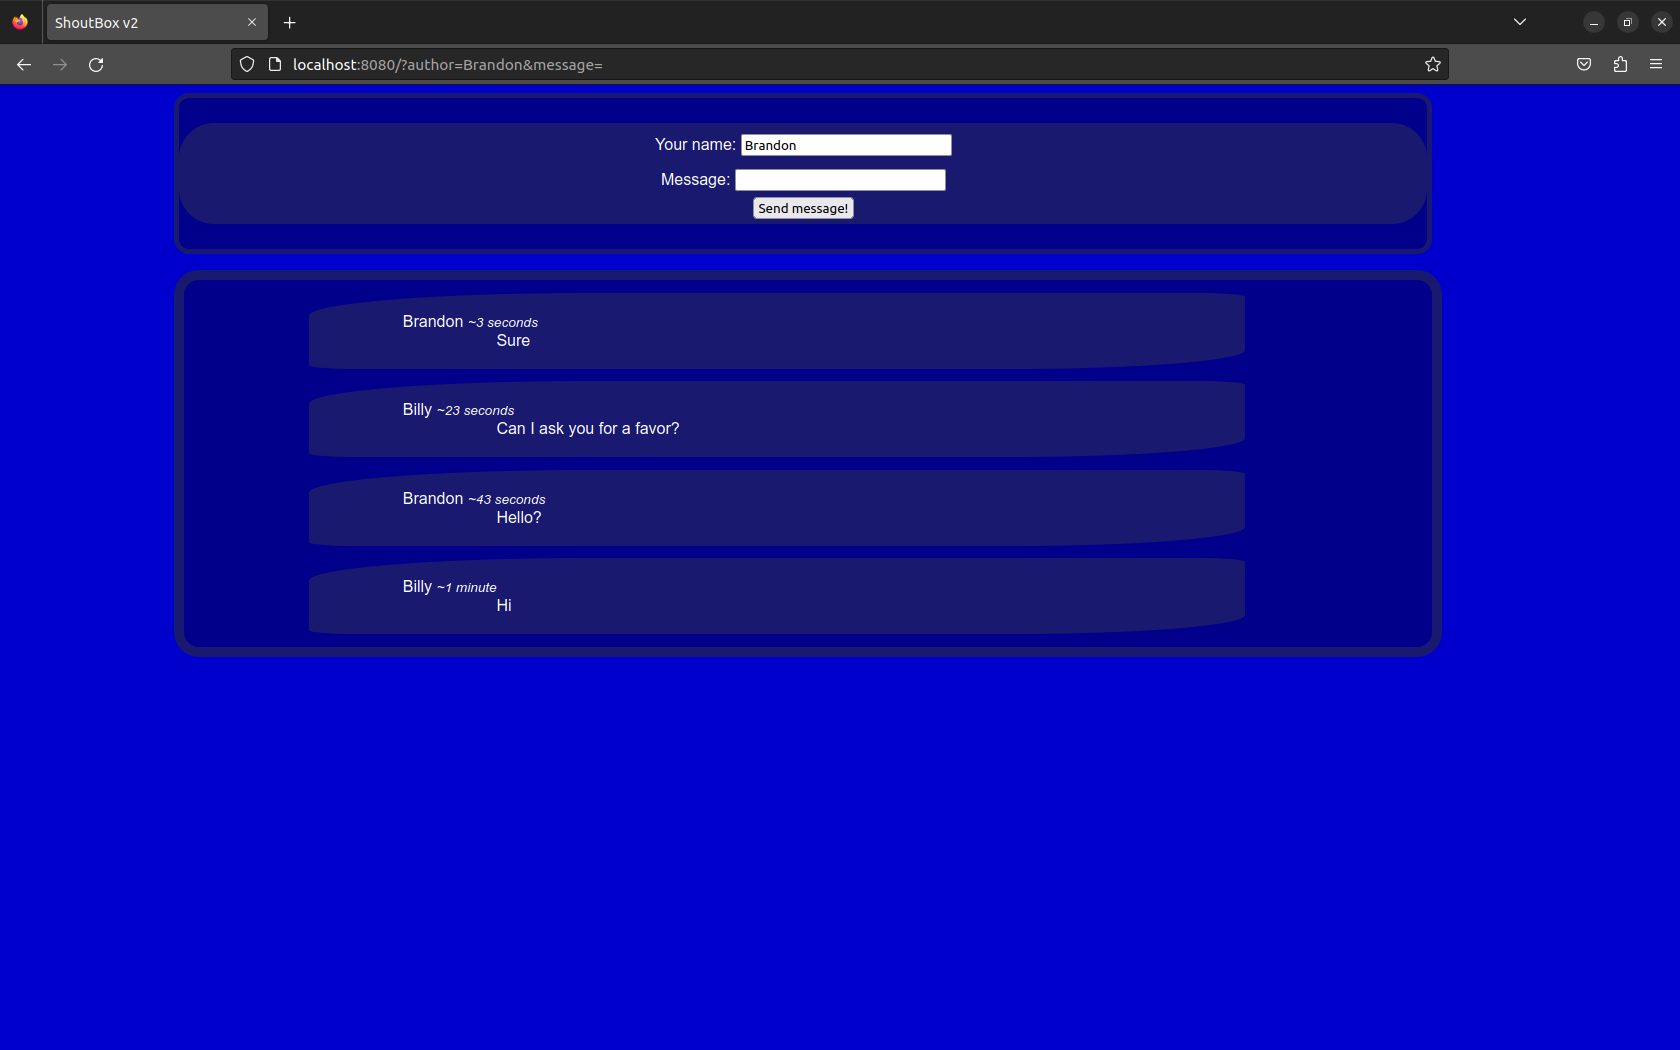 ShoutBox v2
localhost:8080/?author=Brandon&message=
Your name: Brandon
Message:
Send message!
Brandon ~3 seconds
Sure
Billy ~23 seconds
Can I ask you for a favor?
Brandon ~43 seconds
Hello?
Billy ~1 minute
Hi